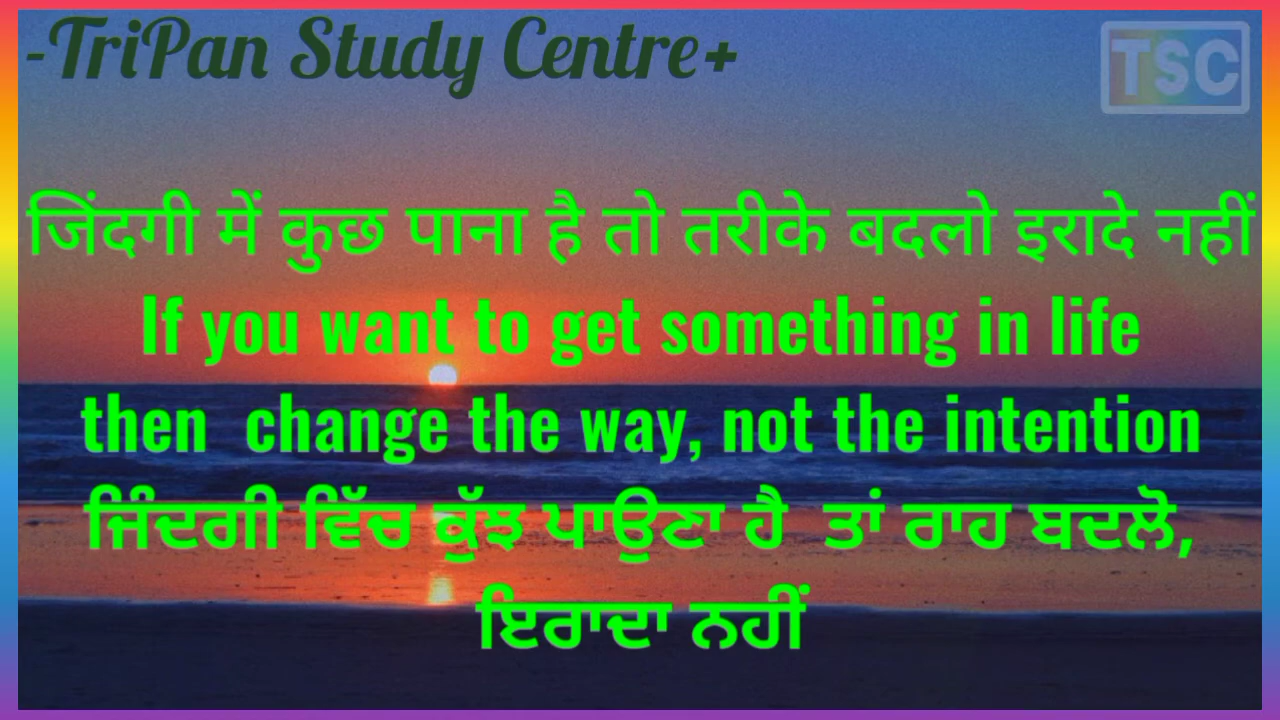 -TriPan Study Centre+
TSC
जिंदगी में कुछ पाना है तो तरीके बदलो इरादे नहीं
If you want to get something in life
then change the way, not the intention
ਜਿੰਦਗੀ ਵਿੱਚ ਕੁੱਝ ਪਾਉਣਾ ਹੈ ਤਾਂ ਰਾਹ ਬਦਲੋ,
ਇਰਾਦਾ ਨਹੀਂ